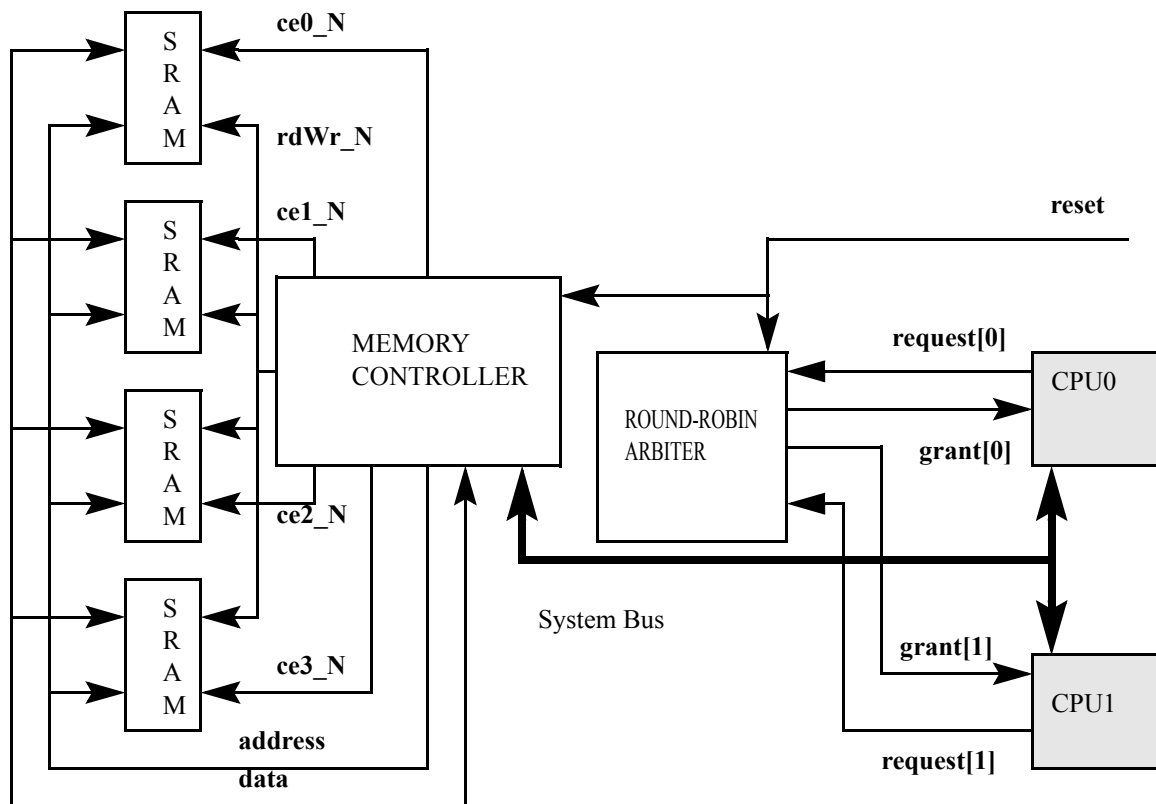 ce0_N
S
R
A
M
rdWr_N
ce1_N
S
R
A
M
reset
MEMORY
CONTROLLER
request[0]
CPU0
ROUND-ROBIN
ARBITER
grant[0]
S
R
A
M
ce2_N
S
R
A
M
System Bus
grant[1]
ce3_N
CPU1
address
request[1]
data